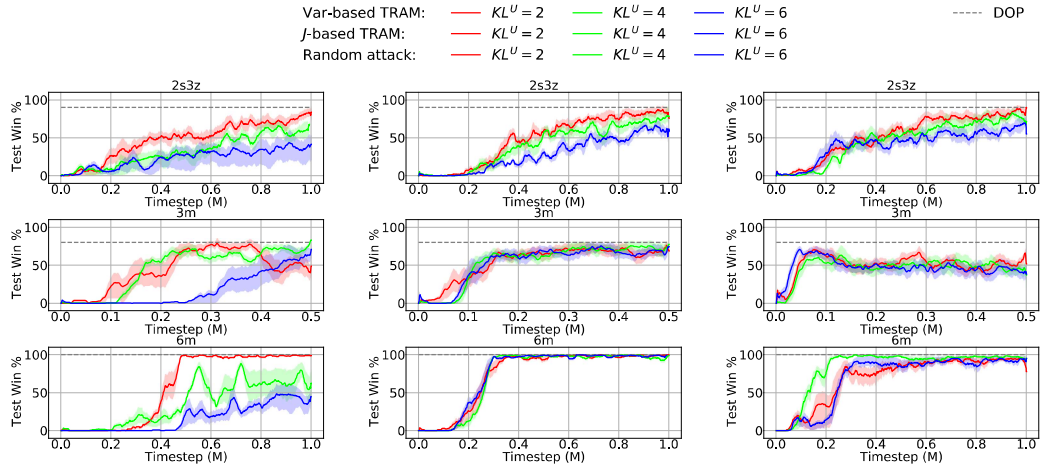 Var-based TRAM: KL^U = 2 KL^U = 4 KL^U = 6 DOP
J-based TRAM: KL^U = 2 KL^U = 4 KL^U = 6
Random attack: KL^U = 2 KL^U = 4 KL^U = 6
2s3z 2s3z 2s3z
Test Win % 100 50 0 Test Win % 100 50 0 Test Win % 100 50 0
0.0 0.2 0.4 0.6 0.8 1.0 0.0 0.2 0.4 0.6 0.8 1.0 0.0 0.2 0.4 0.6 0.8 1.0
Timestep (M) Timestep (M) Timestep (M)
3m 3m 3m
Test Win % 100 50 0 Test Win % 100 50 0 Test Win % 100 50 0
0.0 0.1 0.2 0.3 0.4 0.5 0.0 0.1 0.2 0.3 0.4 0.5 0.0 0.1 0.2 0.3 0.4 0.5
Timestep (M) Timestep (M) Timestep (M)
6m 6m 6m
Test Win % 100 50 0 Test Win % 100 50 0 Test Win % 100 50 0
0.0 0.2 0.4 0.6 0.8 1.0 0.0 0.2 0.4 0.6 0.8 1.0 0.0 0.2 0.4 0.6 0.8 1.0
Timestep (M) Timestep (M) Timestep (M)